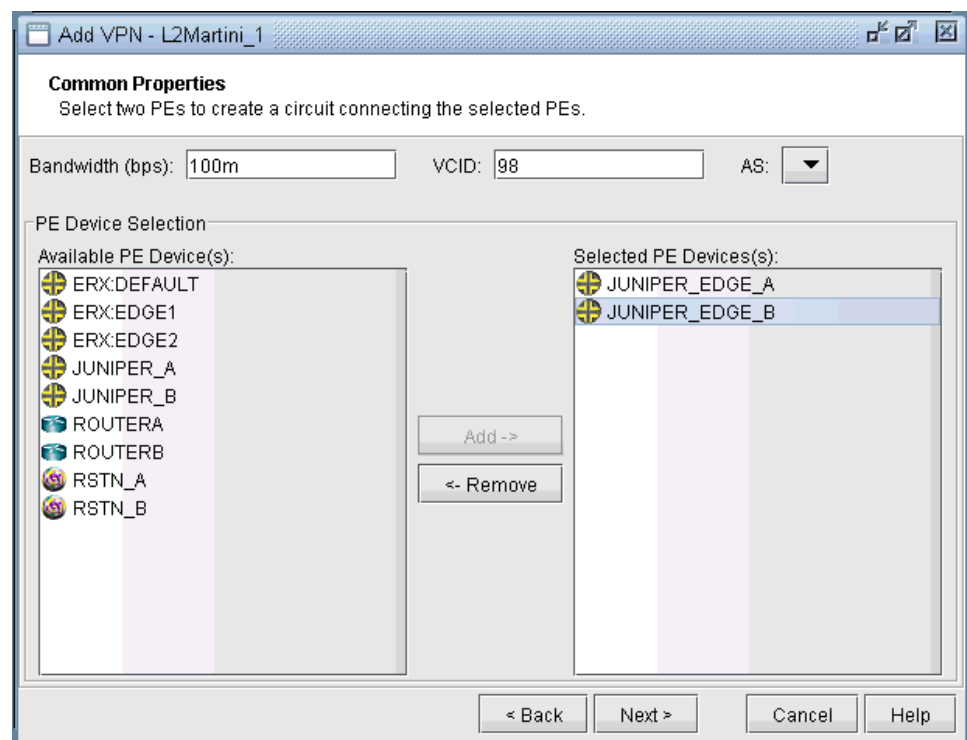 Add VPN - L2Martini_1
Common Properties
Select two PEs to create a circuit connecting the selected PEs.
Bandwidth (bps): 100m VCID: 98 AS:
PE Device Selection
Available PE Device(s):
ERX:DEFAULT
ERX:EDGE1
ERX:EDGE2
JUNIPER_A
JUNIPER_B
ROUTERA
ROUTERB
RSTN_A
RSTN_B
Add ->
<- Remove
Selected PE Devices(s):
JUNIPER_EDGE_A
JUNIPER_EDGE_B
< Back Next > Cancel Help